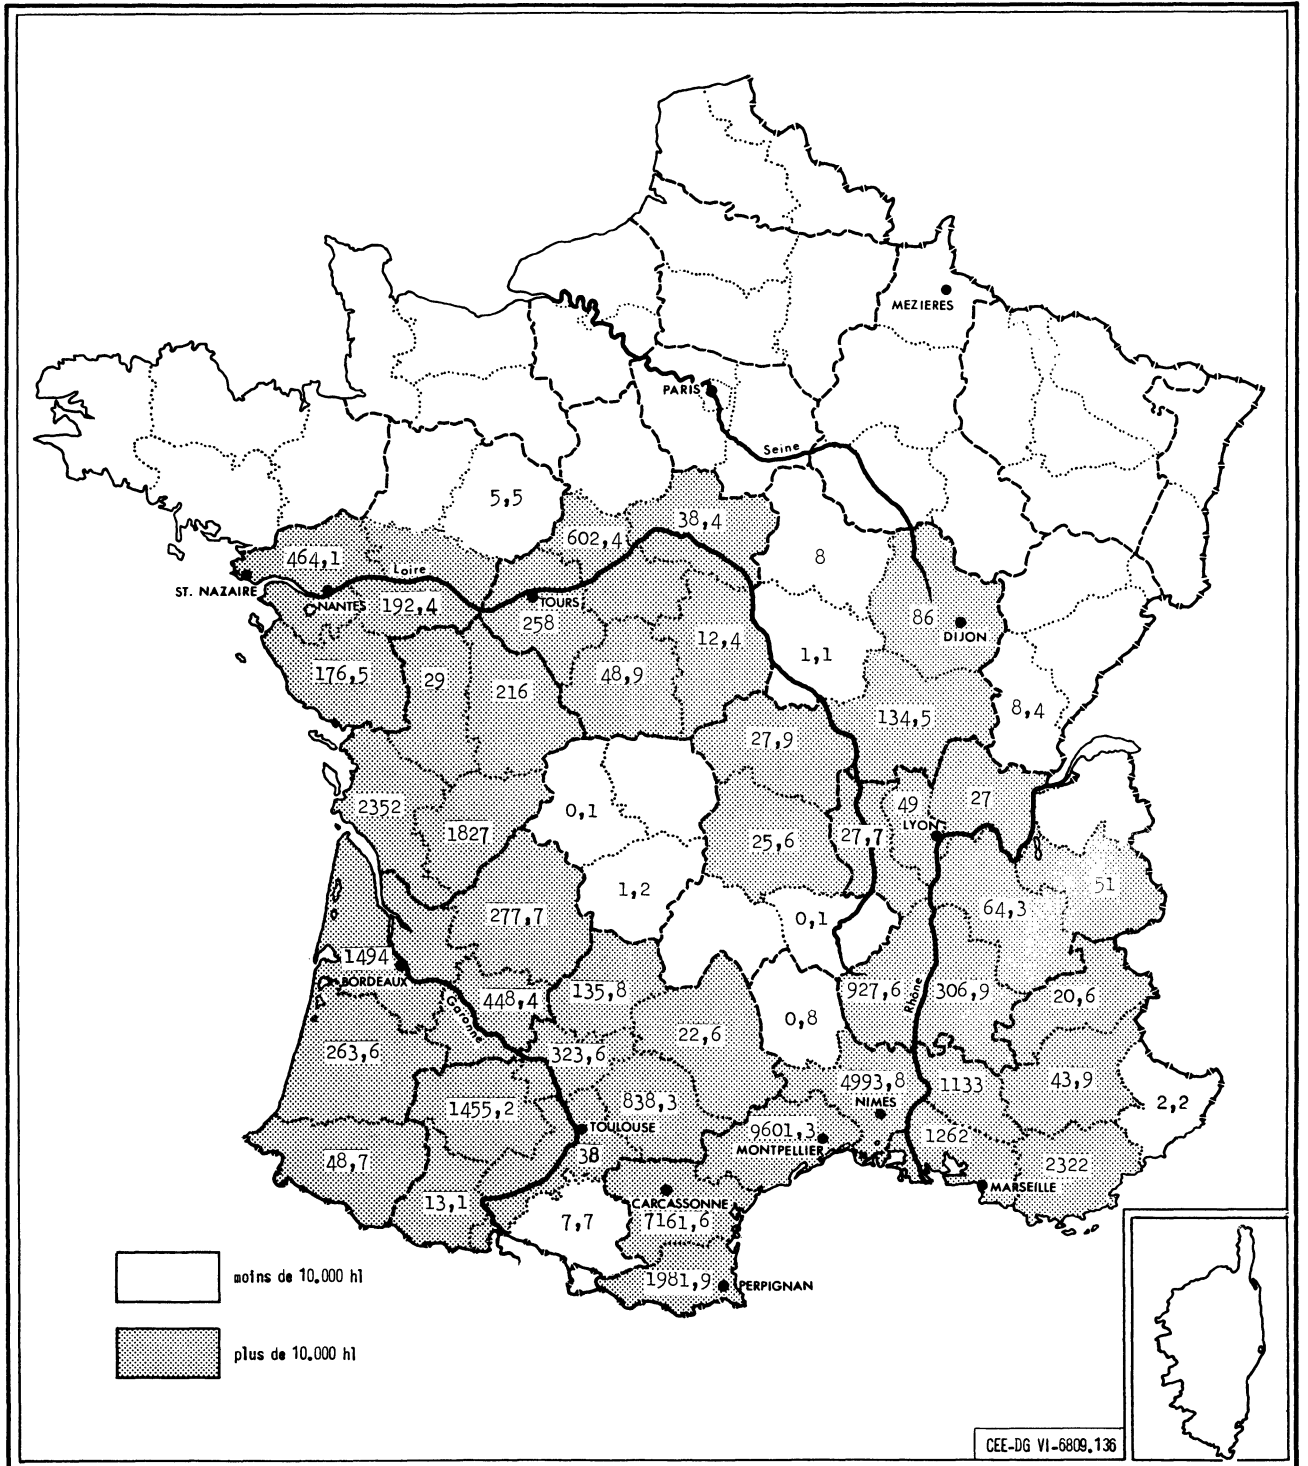 MEZIERES
PARIS
Seine
5,5
38,4
602,4
8
464,1
Loire
ST. NAZAIRE
NANTES
192,4
TOURS
258
86
DIJON
12,4
1,1
176,5
29
216
48,9
8,4
134,5
27,9
2352
1827
0,1
49
27
LYON
25,6
27,7
1,2
51
277,7
0,1
64,3
1494
BORDEAUX
448,4
135,8
927,6
Rhône
306,9
20,6
Garonne
0,8
22,6
263,6
323,6
4993,8
1133
43,9
NIMES
1455,2
838,3
2,2
TOULOUSE
9601,3
MONTPELLIER
1262
48,7
38
2322
MARSEILLE
13,1
CARCASSONNE
7,7
7161,6
1981,9
PERPIGNAN
moins de 10.000 hl
plus de 10.000 hl
CEE-DG VI-6809.136